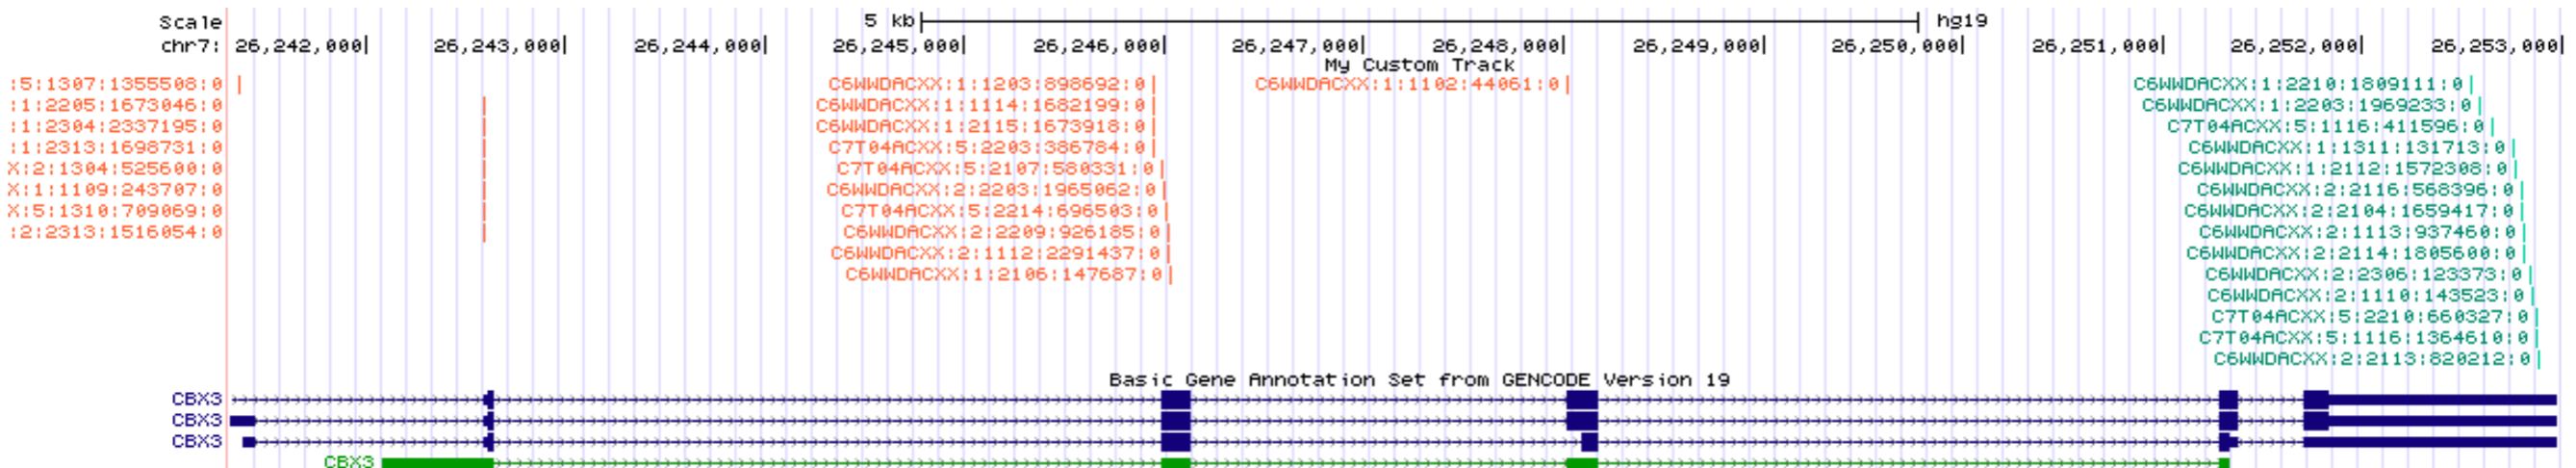 Scale 5 kb hg19
chr7: 26,242,000| 26,243,000| 26,244,000| 26,245,000| 26,246,000| 26,247,000| 26,248,000| 26,249,000| 26,250,000| 26,251,000| 26,252,000| 26,253,000|
My Custom Track
:5:1307:1355508:0 C6WWDACXX:1:1203:898692:0 C6WWDACXX:1:1102:44061:0 C6WWDACXX:1:2210:1809111:0
:1:2205:1673046:0 C6WWDACXX:1:1114:1682199:0 C6WWDACXX:1:2203:1969233:0
:1:2304:2337195:0 C6WWDACXX:1:2115:1673918:0 C7T04ACXX:5:1116:411596:0
:1:2313:1698731:0 C7T04ACXX:5:2203:386784:0 C6WWDACXX:1:1311:131713:0
X:2:1304:525600:0 C7T04ACXX:5:2107:580331:0 C6WWDACXX:1:2112:1572308:0
X:1:1109:243707:0 C6WWDACXX:2:2203:1965062:0 C6WWDACXX:2:2116:568396:0
X:5:1310:709069:0 C7T04ACXX:5:2214:696503:0 C6WWDACXX:2:2104:1659417:0
:2:2313:1516054:0 C6WWDACXX:2:2209:926185:0 C6WWDACXX:2:1113:937460:0
C6WWDACXX:2:1112:2291437:0 C6WWDACXX:2:2114:1805600:0
C6WWDACXX:1:2106:147687:0 C6WWDACXX:2:2306:123373:0
C6WWDACXX:2:1110:143523:0
C7T04ACXX:5:2210:660327:0
C7T04ACXX:5:1116:1364610:0
C6WWDACXX:2:2113:820212:0
Basic Gene Annotation Set from GENCODE Version 19
CBX3
CBX3
CBX3
CBX3